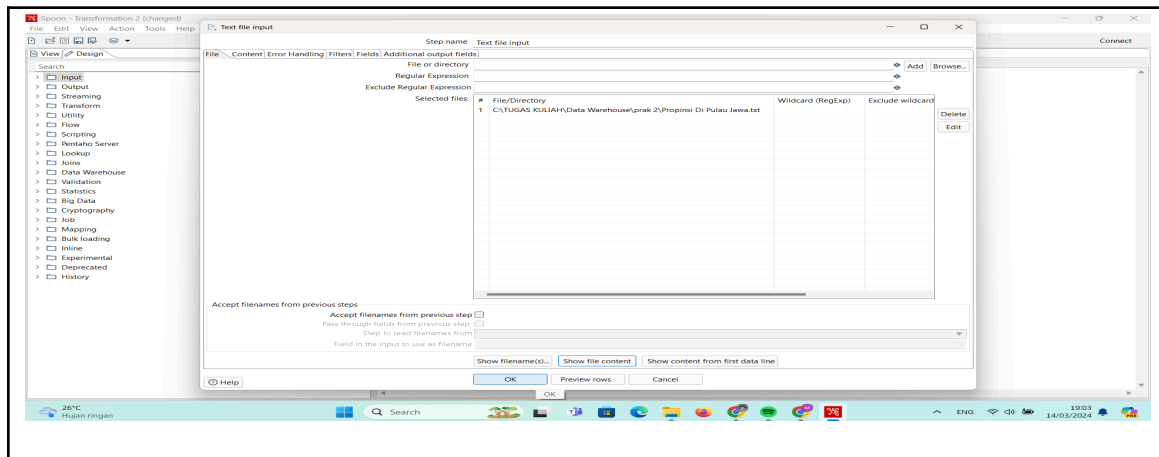 Spoon - Transformation 2 (changed)
File Edit View Action Tools Help
Connect
View Design
Search
Input
Output
Streaming
Transform
Utility
Flow
Scripting
Pentaho Server
Lookup
Joins
Data Warehouse
Validation
Statistics
Big Data
Cryptography
Job
Mapping
Bulk loading
Inline
Experimental
Deprecated
History
Text file input
Step name Text file input
File Content Error Handling Filters Fields Additional output fields
File or directory Add Browse...
Regular Expression
Exclude Regular Expression
Selected files: # File/Directory Wildcard (RegExp) Exclude wildcard
1 C:\TUGAS KULIAH\Data Warehouse\prak 2\Propinsi Di Pulau Jawa.txt
Delete
Edit
Accept filenames from previous steps
Accept filenames from previous step
Pass through fields from previous step
Step to read filenames from
Field in the input to use as filename
Show filename(s)... Show file content Show content from first data line
Help OK Preview rows Cancel
OK
26°C
Hujan ringan
Search
ENG
19:03
14/03/2024